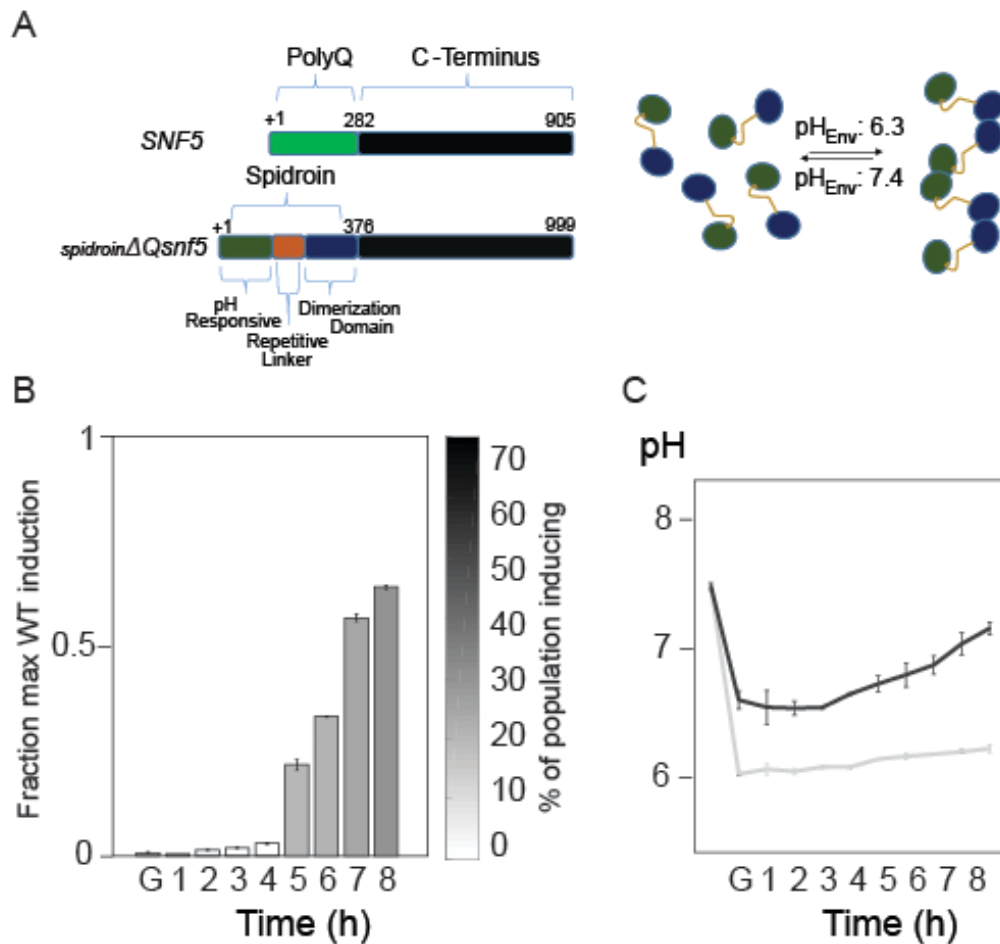 A
PolyQ
C-Terminus
+1
282
905
SNF5
Spidroin
+1
376
999
spidroinΔQsnf5
pH
Responsive
Repetitive
Linker
Dimerization
Domain
pHEnv: 6.3
pHEnv: 7.4
B
Fraction max WT induction
1
0.5
0
G 1 2 3 4 5 6 7 8
Time (h)
70
60
50
40
30
20
10
0
% of population inducing
C
pH
8
7
6
G 1 2 3 4 5 6 7 8
Time (h)